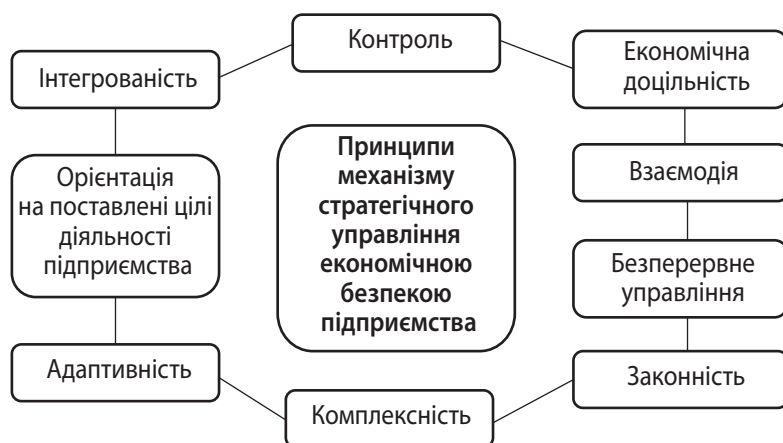 Контроль
Інтегрованість
Економічна
доцільність
Орієнтація
на поставлені цілі
діяльності
підприємства
Принципи
механізму
стратегічного
управління
економічною
безпекою
підприємства
Взаємодія
Безперервне
управління
Адаптивність
Законність
Комплексність